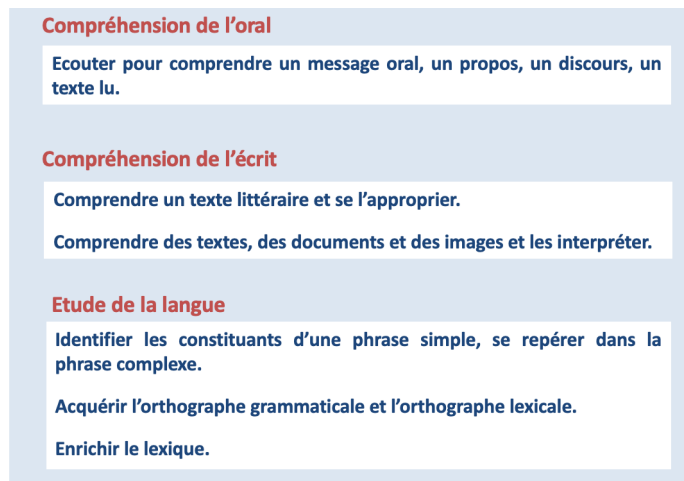 Compréhension de l’oral
Ecouter pour comprendre un message oral, un propos, un discours, un
texte lu.
Compréhension de l’écrit
Comprendre un texte littéraire et se l’approprier.
Comprendre des textes, des documents et des images et les interpréter.
Etude de la langue
Identifier les constituants d’une phrase simple, se repérer dans la
phrase complexe.
Acquérir l’orthographe grammaticale et l’orthographe lexicale.
Enrichir le lexique.